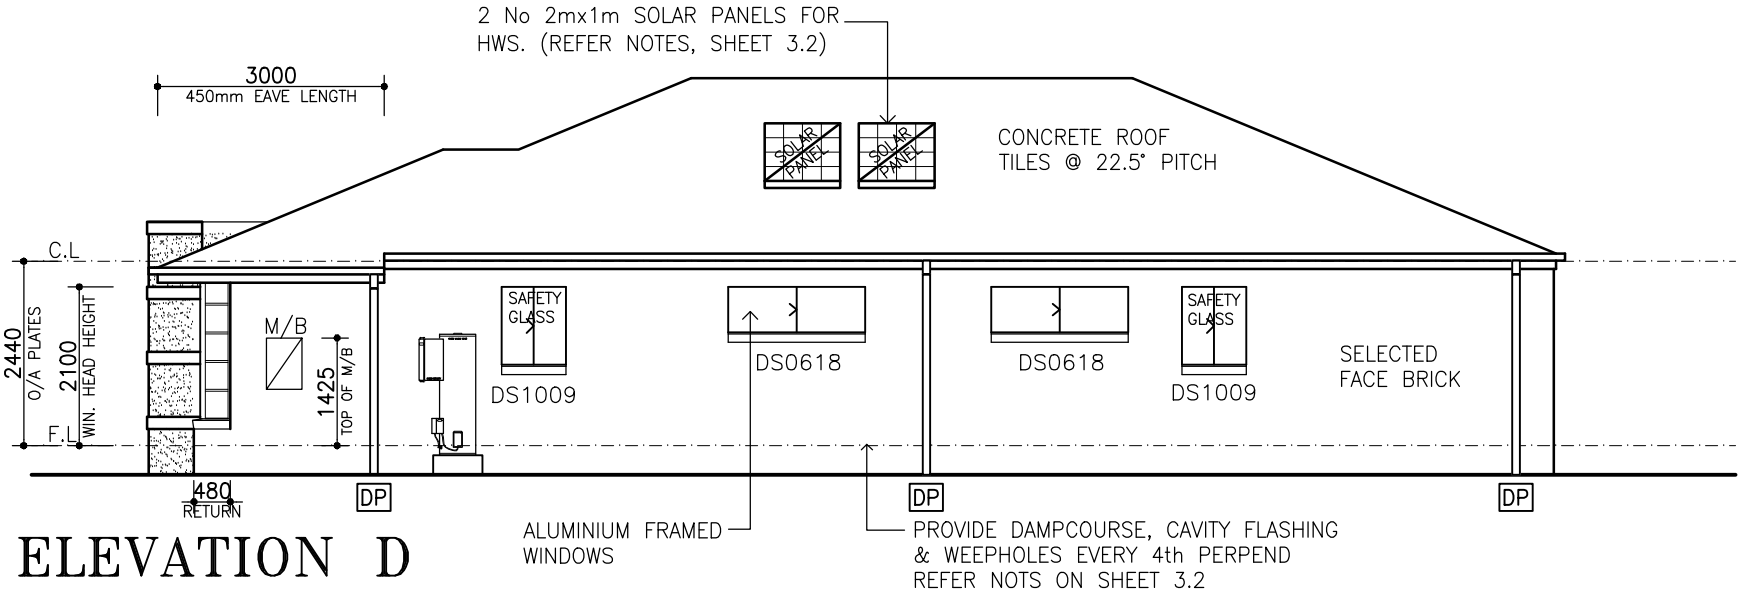 2 No 2mx1m SOLAR PANELS FOR
HWS. (REFER NOTES, SHEET 3.2)
3000
450mm EAVE LENGTH
SOLAR
PANEL
SOLAR
PANEL
CONCRETE ROOF
TILES @ 22.5° PITCH
C.L
2440
O/A PLATES
2100
WIN. HEAD HEIGHT
F.L
M/B
1425
TOP OF M/B
SAFETY
GLASS
DS1009
DS0618
DS0618
SAFETY
GLASS
DS1009
SELECTED
FACE BRICK
480
RETURN
DP
DP
DP
ALUMINIUM FRAMED
WINDOWS
PROVIDE DAMPCOURSE, CAVITY FLASHING
& WEEPHOLES EVERY 4th PERPEND
REFER NOTS ON SHEET 3.2
ELEVATION D